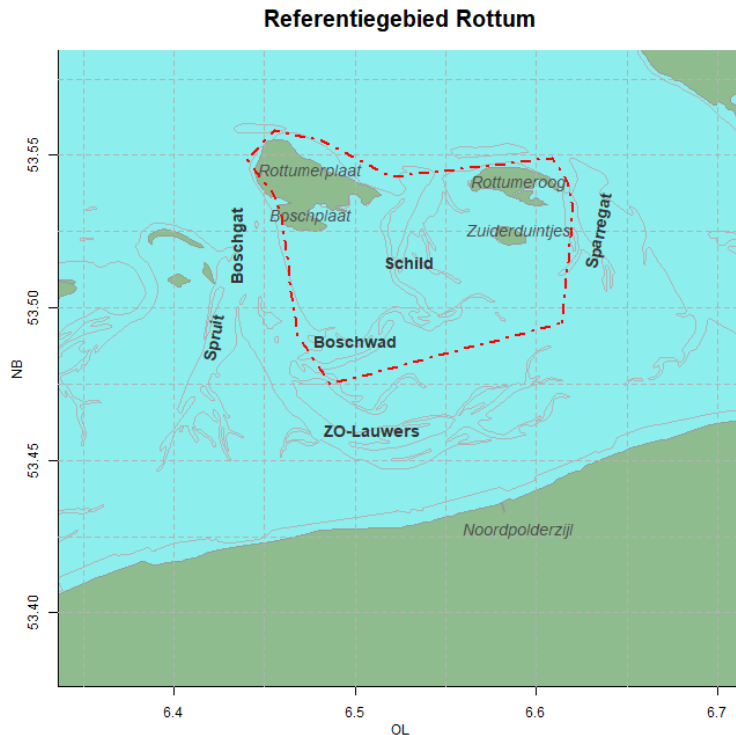 Referentiegebied Rottum
53.55
Rottumerplaat
Rottumeroog
Boschplaat
Zuiderduintjes
Sparregat
Boschgat
Schild
53.50
Spruit
Boschwad
NB
ZO-Lauwers
53.45
Noordpolderzijl
53.40
6.4
6.5
6.6
6.7
OL